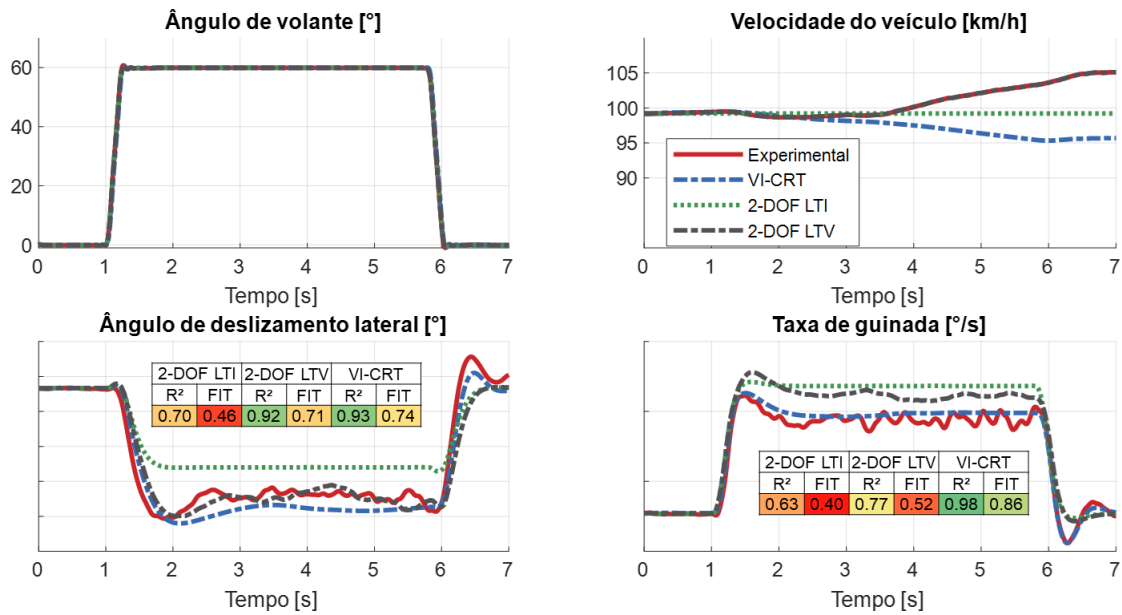 Ângulo de volante [°]
60
40
20
0
0 1 2 3 4 5 6 7
Tempo [s]
Velocidade do veículo [km/h]
105
100
95
90
Experimental
VI-CRT
2-DOF LTI
2-DOF LTV
0 1 2 3 4 5 6 7
Tempo [s]
Ângulo de deslizamento lateral [°]
2-DOF LTI 2-DOF LTV VI-CRT
R² FIT R² FIT R² FIT
0.70 0.46 0.92 0.71 0.93 0.74
0 1 2 3 4 5 6 7
Tempo [s]
Taxa de guinada [°/s]
2-DOF LTI 2-DOF LTV VI-CRT
R² FIT R² FIT R² FIT
0.63 0.40 0.77 0.52 0.98 0.86
0 1 2 3 4 5 6 7
Tempo [s]